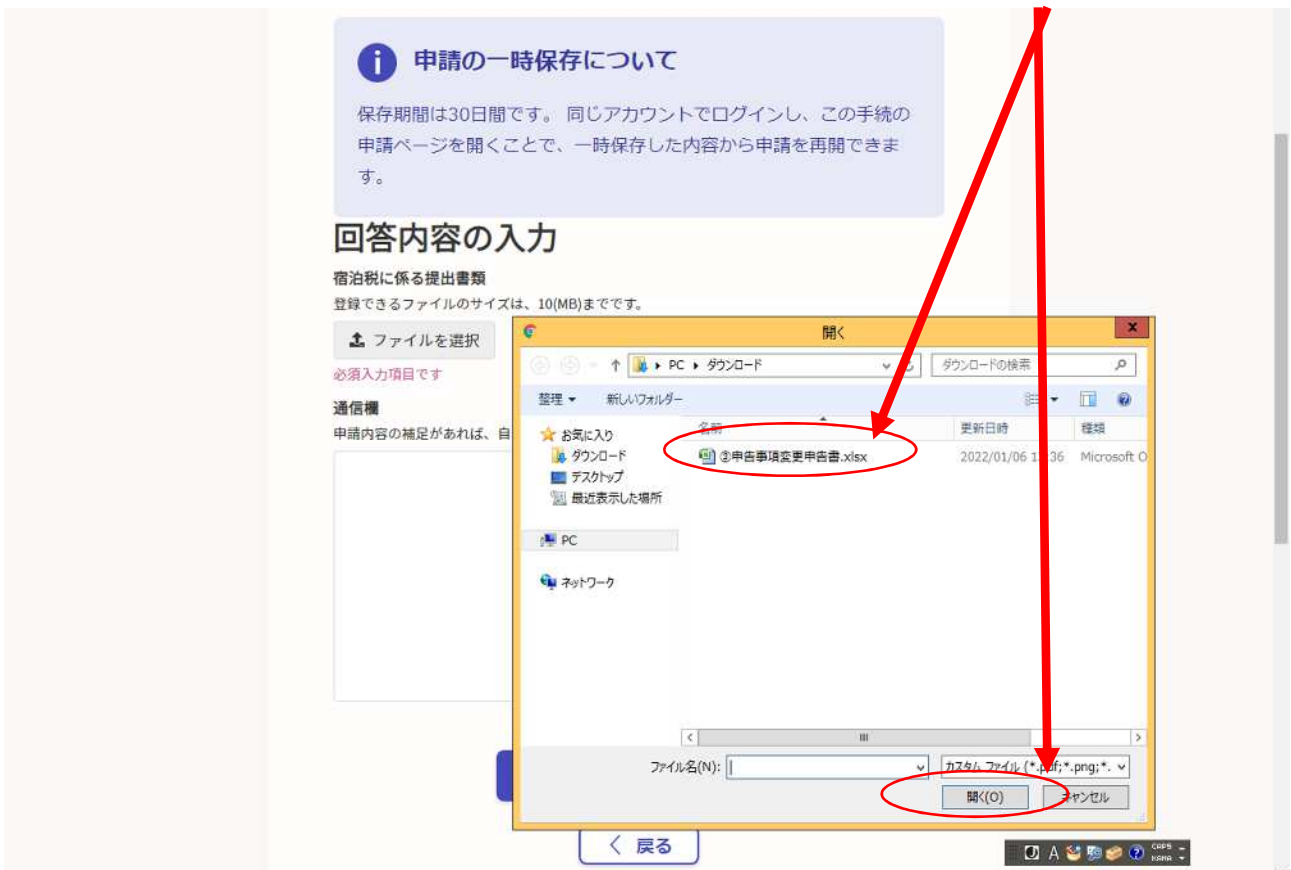 申請の一時保存について
保存期間は30日間です。 同じアカウントでログインし、この手続の
申請ページを開くことで、一時保存した内容から申請を再開できま
す。
回答内容の入力
宿泊税に係る提出書類
登録できるファイルのサイズは、10(MB)までです。
ファイルを選択
必須入力項目です
通信欄
申請内容の補足があれば、自
開く
PC ダウンロード
ダウンロードの検索
整理 新しいフォルダー
名前 更新日時 種類
お気に入り
ダウンロード
デスクトップ
最近表示した場所
PC
ネットワーク
③申告事項変更申告書.xlsx 2022/01/06 Microsoft O
ファイル名(N):
カスタム ファイル (*.pdf;*.png;*.
開く(O) キャンセル
戻る
A
CAPS
KANA